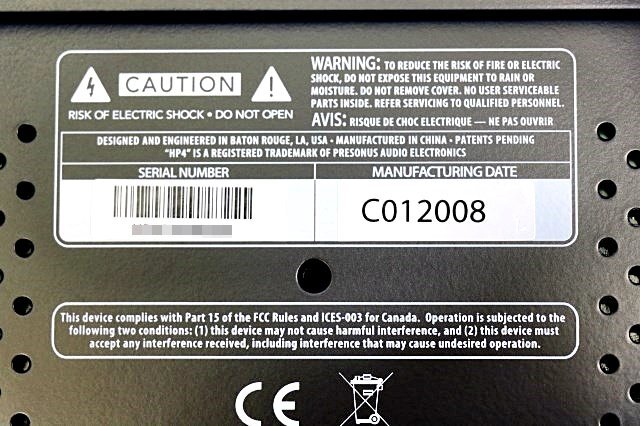 CAUTION
RISK OF ELECTRIC SHOCK • DO NOT OPEN
WARNING: TO REDUCE THE RISK OF FIRE OR ELECTRIC
SHOCK, DO NOT EXPOSE THIS EQUIPMENT TO RAIN OR
MOISTURE. DO NOT REMOVE COVER. NO USER SERVICEABLE
PARTS INSIDE. REFER SERVICING TO QUALIFIED PERSONNEL.
AVIS: RISQUE DE CHOC ELECTRIQUE — NE PAS OUVRIR
DESIGNED AND ENGINEERED IN BATON ROUGE, LA, USA • MANUFACTURED IN CHINA • PATENTS PENDING
"HP4" IS A REGISTERED TRADEMARK OF PRESONUS AUDIO ELECTRONICS
SERIAL NUMBER
MANUFACTURING DATE
C012008
This device complies with Part 15 of the FCC Rules and ICES-003 for Canada. Operation is subjected to the
following two conditions: (1) this device may not cause harmful interference, and (2) this device must
accept any interference received, including interference that may cause undesired operation.
CE